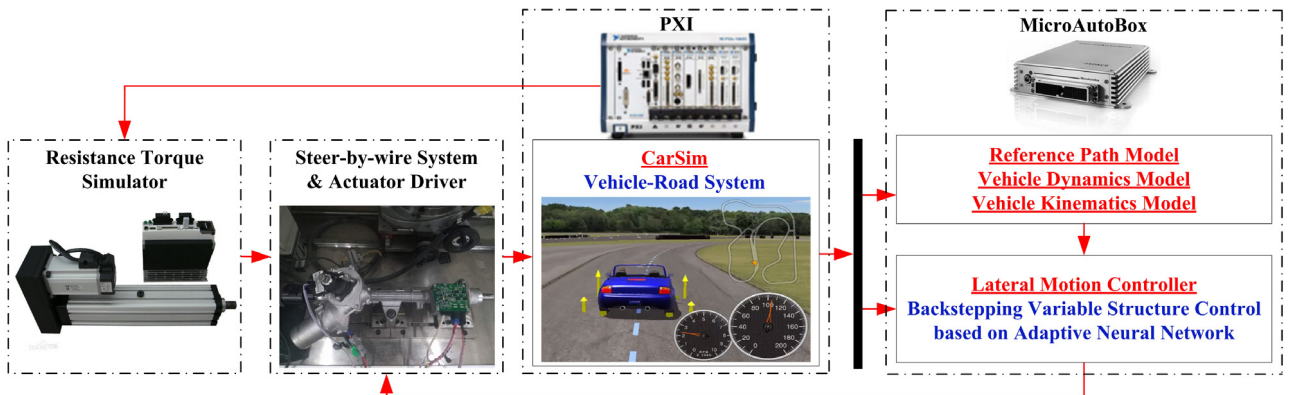 PXI
MicroAutoBox
PXI
Resistance Torque
Simulator
Steer-by-wire System
& Actuator Driver
CarSim
Vehicle-Road System
Reference Path Model
Vehicle Dynamics Model
Vehicle Kinematics Model
Lateral Motion Controller
Backstepping Variable Structure Control
based on Adaptive Neural Network